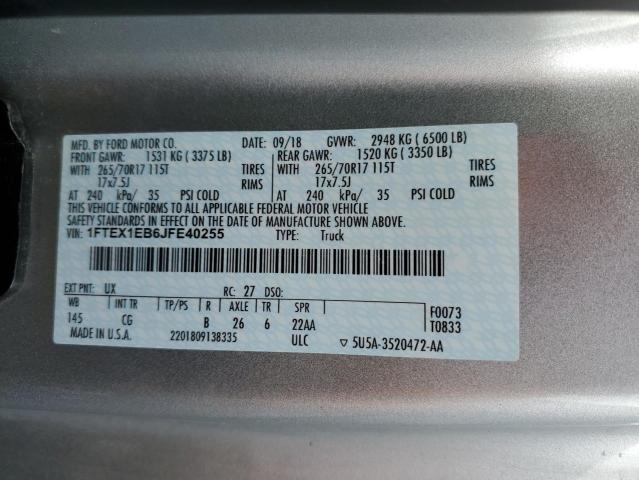 MFD. BY FORD MOTOR CO. DATE: 09/18 GVWR: 2948 KG ( 6500 LB)
FRONT GAWR: 1531 KG ( 3375 LB) REAR GAWR: 1520 KG ( 3350 LB)
WITH 265/70R17 115T TIRES WITH 265/70R17 115T TIRES
17x7.5J RIMS 17x7.5J RIMS
AT 240 kPa/ 35 PSI COLD AT 240 kPa/ 35 PSI COLD
THIS VEHICLE CONFORMS TO ALL APPLICABLE FEDERAL MOTOR VEHICLE
SAFETY STANDARDS IN EFFECT ON THE DATE OF MANUFACTURE SHOWN ABOVE.
VIN: 1FTEX1EB6JFE40255 TYPE: Truck
EXT PNT: UX RC: 27 DSO:
WB INT TR TP/PS R AXLE TR SPR F0073
145 CG B 26 6 22AA T0833
MADE IN U.S.A. 2201809138335 ULC ▽ 5U5A-3520472-AA